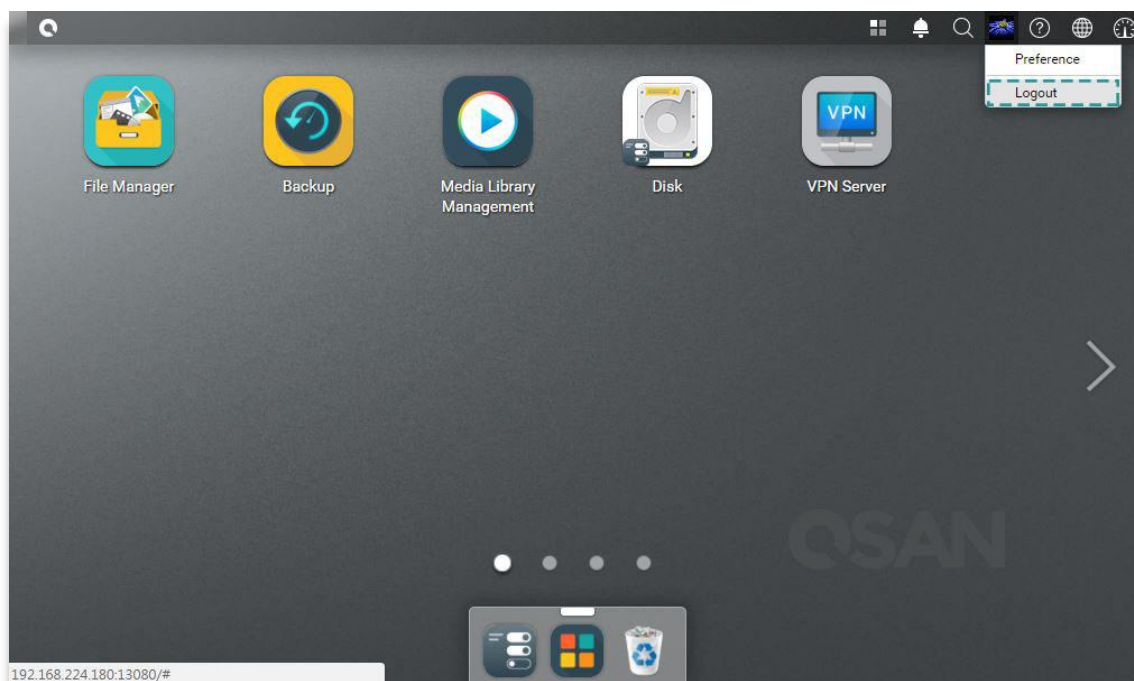 Preference
Logout
VPN
File Manager
Backup
Media Library
Management
Disk
VPN Server
QSAN
192.168.224.180:13080/#